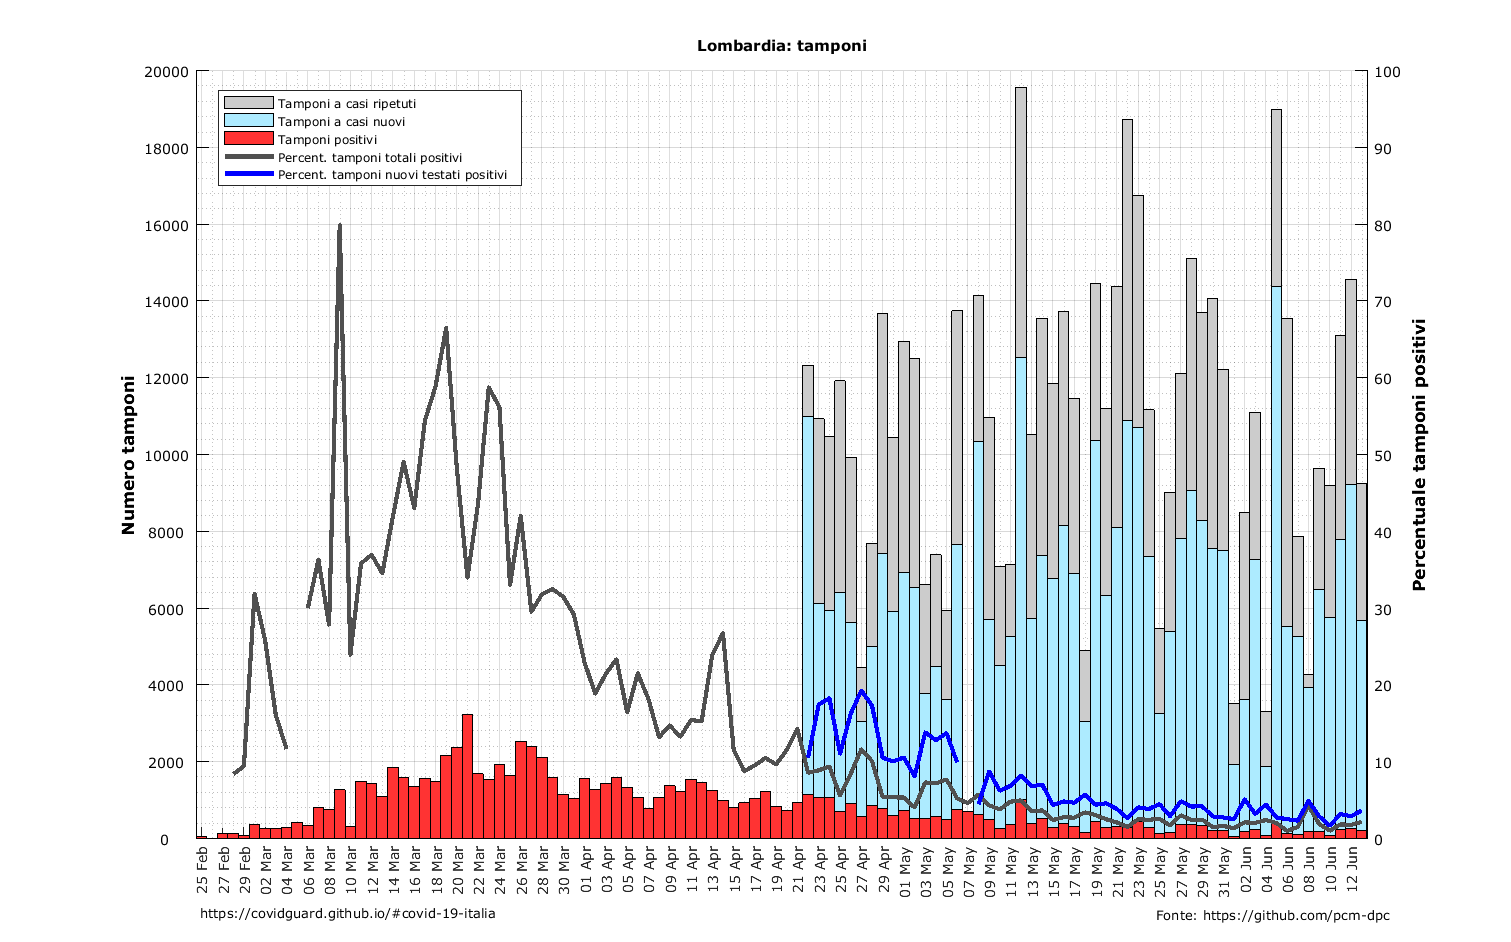 Lombardia: tamponi
20000
18000
16000
14000
12000
10000
8000
6000
4000
2000
0
Numero tamponi
Tamponi a casi ripetuti
Tamponi a casi nuovi
Tamponi positivi
Percent. tamponi totali positivi
Percent. tamponi nuovi testati positivi
100
90
80
70
60
50
40
30
20
10
0
Percentuale tamponi positivi
25 Feb
27 Feb
29 Feb
02 Mar
04 Mar
06 Mar
08 Mar
10 Mar
12 Mar
14 Mar
16 Mar
18 Mar
20 Mar
22 Mar
24 Mar
26 Mar
28 Mar
30 Mar
01 Apr
03 Apr
05 Apr
07 Apr
09 Apr
11 Apr
13 Apr
15 Apr
17 Apr
19 Apr
21 Apr
23 Apr
25 Apr
27 Apr
29 Apr
01 May
03 May
05 May
07 May
09 May
11 May
13 May
15 May
17 May
19 May
21 May
23 May
25 May
27 May
29 May
31 May
02 Jun
04 Jun
06 Jun
08 Jun
10 Jun
12 Jun
https://covidguard.github.io/#covid-19-italia
Fonte: https://github.com/pcm-dpc